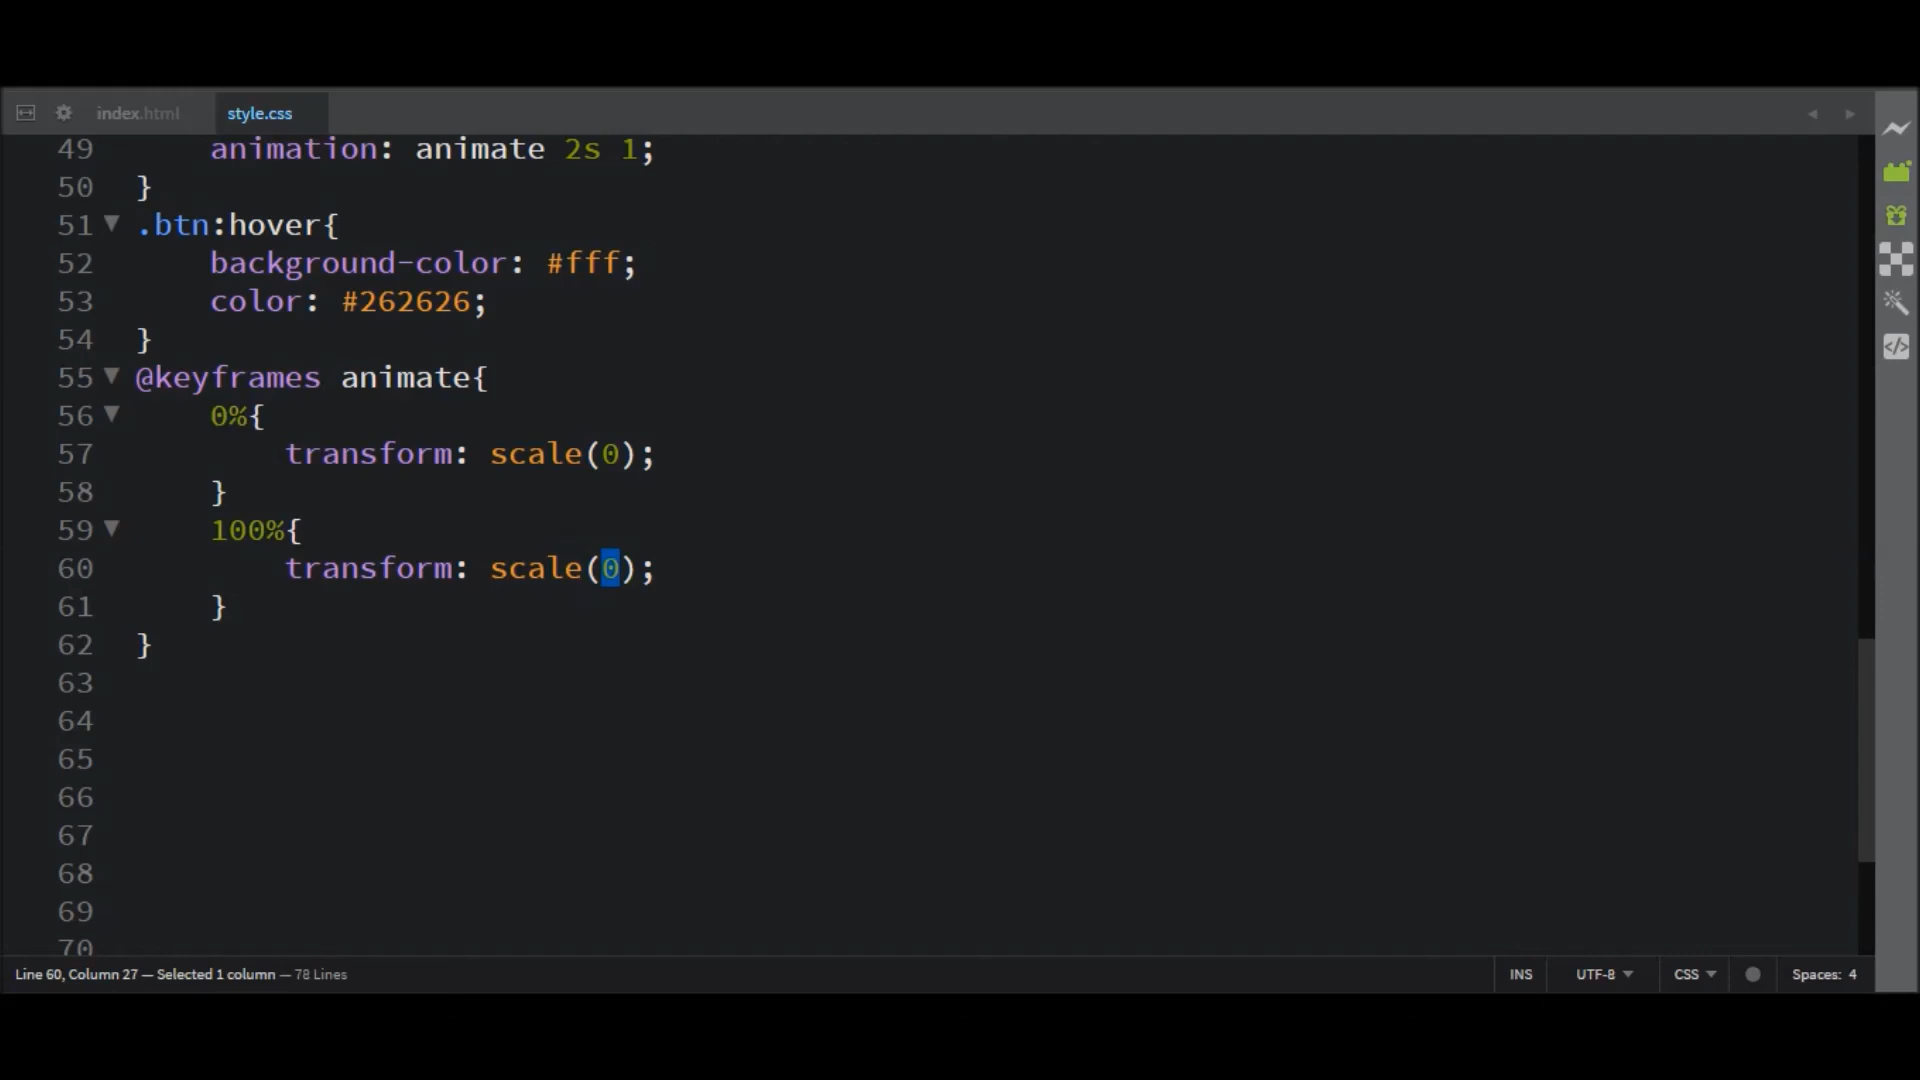 index.html style.css
49 animation: animate 2s 1;
50 }
51 .btn:hover{
52 background-color: #fff;
53 color: #262626;
54 }
55 @keyframes animate{
56 0%{
57 transform: scale(0);
58 }
59 100%{
60 transform: scale(0);
61 }
62 }
63
64
65
66
67
68
69
70
Line 60, Column 27 — Selected 1 column — 78 Lines INS UTF-8 CSS Spaces: 4